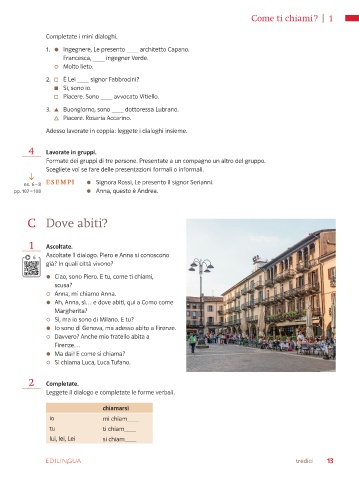 Come ti chiami? | 1
Completate i mini dialoghi.
1. ● Ingegnere, Le presento ____ architetto Capano.
Francesca, ____ ingegner Verde.
○ Molto lieto.
2. □ È Lei ____ signor Fabbrocini?
■ Sì, sono io.
□ Piacere. Sono ____ avvocato Vitiello.
3. ▲ Buongiorno, sono ____ dottoressa Lubrano.
△ Piacere. Rosaria Accarino.
Adesso lavorate in coppia: leggete i dialoghi insieme.
4 Lavorate in gruppi.
Formate dei gruppi di tre persone. Presentate a un compagno un altro del gruppo.
Scegliete voi se fare delle presentazioni formali o informali.
es. 6-8
pp. 107-108
ESEMPI ● Signora Rossi, Le presento il signor Serianni.
● Anna, questo è Andrea.
C Dove abiti?
1 Ascoltate.
Ascoltate il dialogo. Piero e Anna si conoscono
già? In quali città vivono?
● Ciao, sono Piero. E tu, come ti chiami,
scusa?
○ Anna, mi chiamo Anna.
● Ah, Anna, sì... e dove abiti, qui a Como come
Margherita?
○ Sì, ma io sono di Milano. E tu?
● Io sono di Genova, ma adesso abito a Firenze.
○ Davvero? Anche mio fratello abita a
Firenze...
● Ma dai! E come si chiama?
○ Si chiama Luca, Luca Tufano.
2 Completate.
Leggete il dialogo e completate le forme verbali.
chiamarsi
io mi chiam____
tu ti chiam____
lui, lei, Lei si chiam____
EDILINGUA
tredici 13